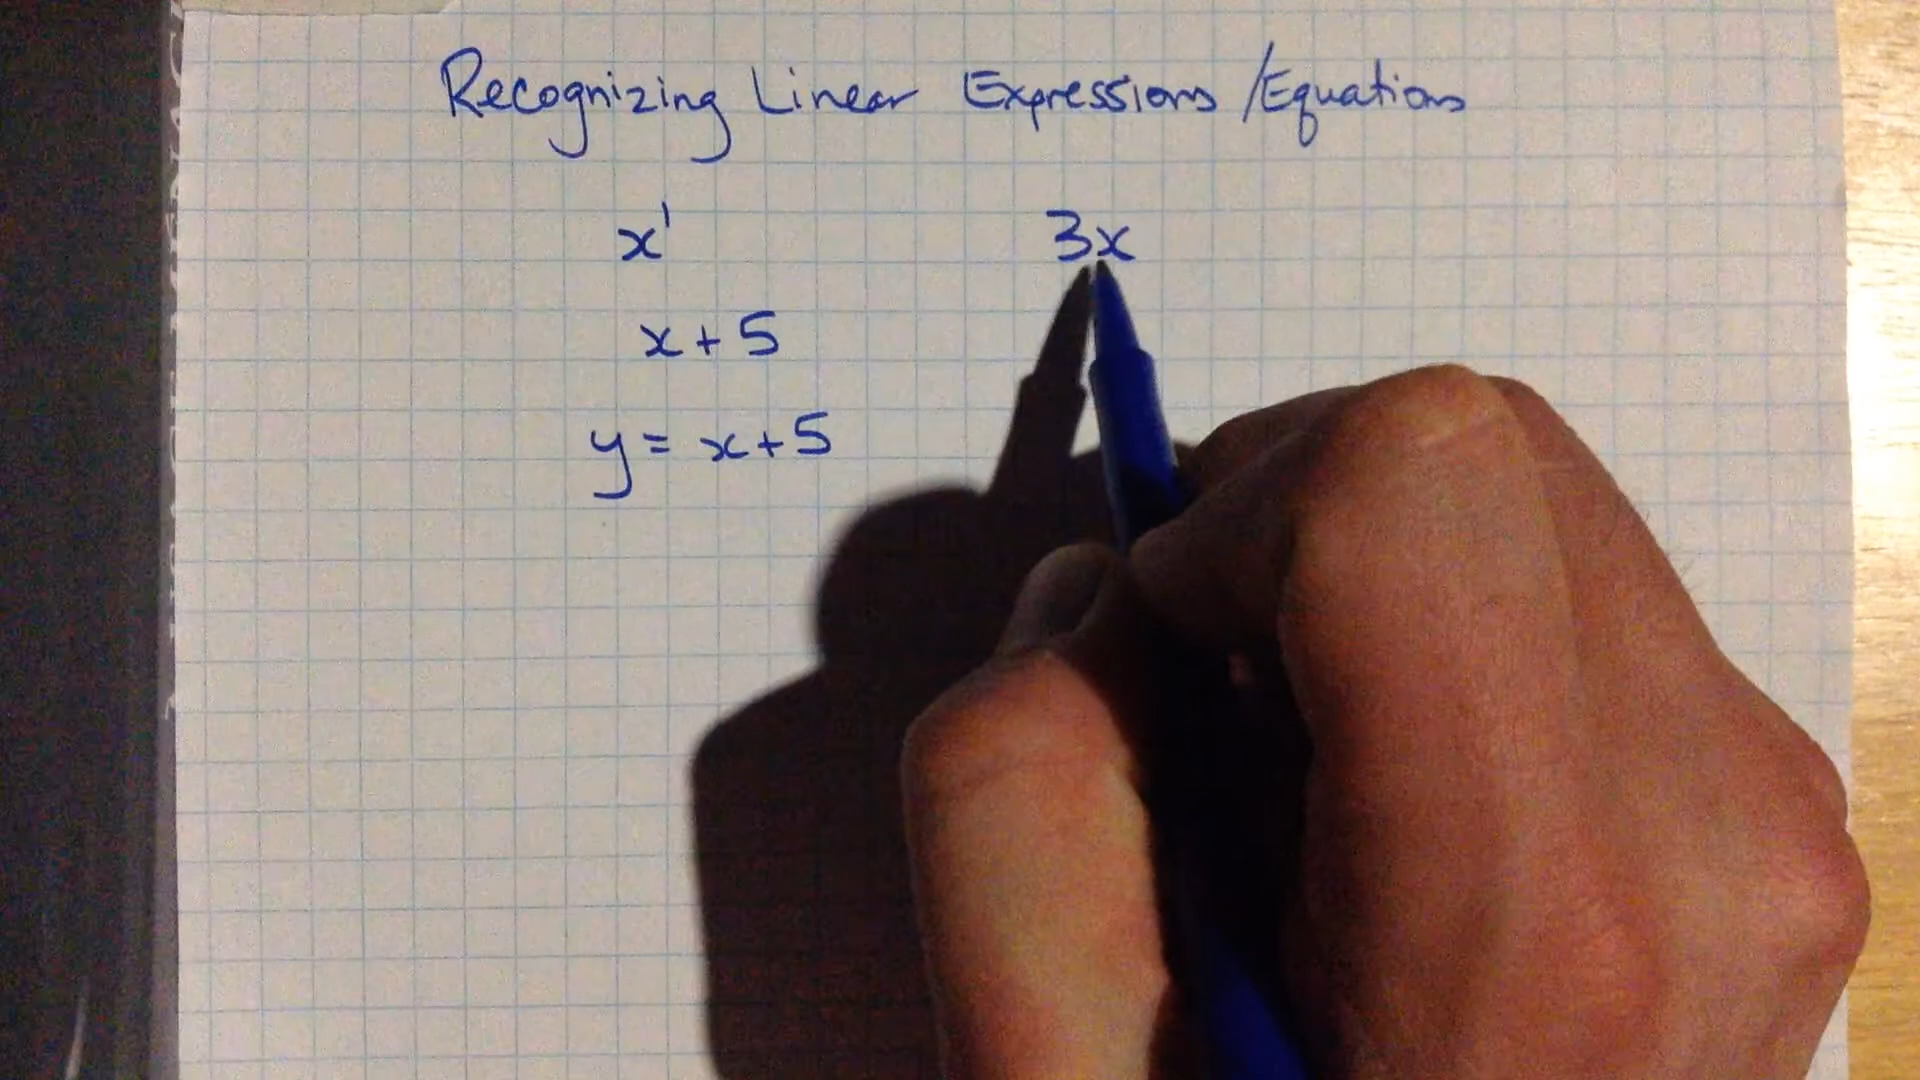 Recognizing Linear Expressions /Equations
x¹ 3x
x + 5
y = x + 5